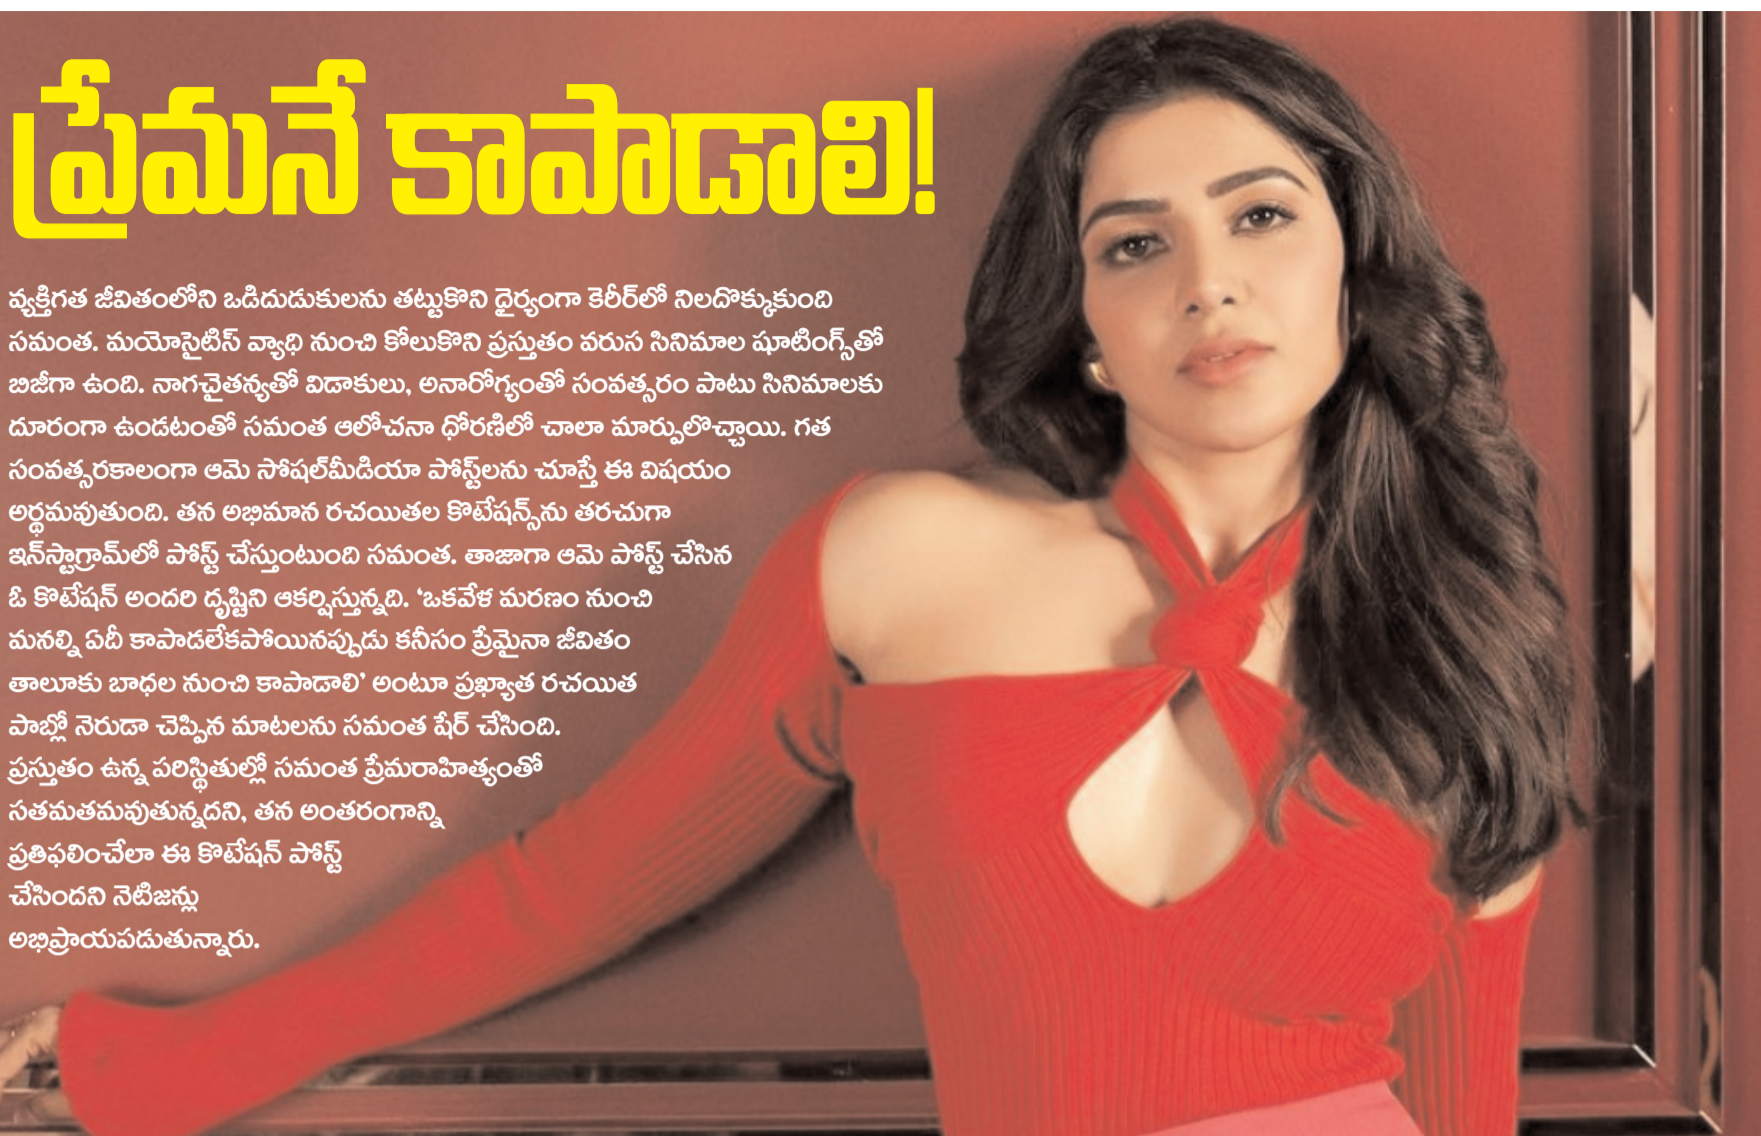 ప్రేమనే కాపాడాలి!
వ్యక్తిగత జీవితంలోని ఒడిదుడుకులను తట్టుకొని ధైర్యంగా కెరీర్‌లో నిలదొక్కుకుంది
సమంత. మయోసైటిస్ వ్యాధి నుంచి కోలుకొని ప్రస్తుతం వరుస సినిమాల షూటింగ్స్‌తో
బిజీగా ఉంది. నాగచైతన్యతో విడాకులు, అనారోగ్యంతో సంవత్సరం పాటు సినిమాలకు
దూరంగా ఉండటంతో సమంత ఆలోచనా ధోరణిలో చాలా మార్పులొచ్చాయి. గత
సంవత్సరకాలంగా ఆమె సోషల్‌మీడియా పోస్ట్‌లను చూస్తే ఈ విషయం
అర్థమవుతుంది. తన అభిమాన రచయితల కొటేషన్స్‌ను తరచుగా
ఇన్‌స్టాగ్రామ్‌లో పోస్ట్ చేస్తుంటుంది సమంత. తాజాగా ఆమె పోస్ట్ చేసిన
ఓ కొటేషన్ అందరి దృష్టిని ఆకర్షిస్తున్నది. ‘ఒకవేళ మరణం నుంచి
మనల్ని ఏదీ కాపాడలేకపోయినప్పుడు కనీసం ప్రేమైనా జీవితం
తాలూకు బాధల నుంచి కాపాడాలి’ అంటూ ప్రఖ్యాత రచయిత
పాబ్లో నెరుడా చెప్పిన మాటలను సమంత షేర్ చేసింది.
ప్రస్తుతం ఉన్న పరిస్థితుల్లో సమంత ప్రేమరాహిత్యంతో
సతమతమవుతున్నదని, తన అంతరంగాన్ని
ప్రతిఫలించేలా ఈ కొటేషన్ పోస్ట్
చేసిందని నెటిజన్లు
అభిప్రాయపడుతున్నారు.